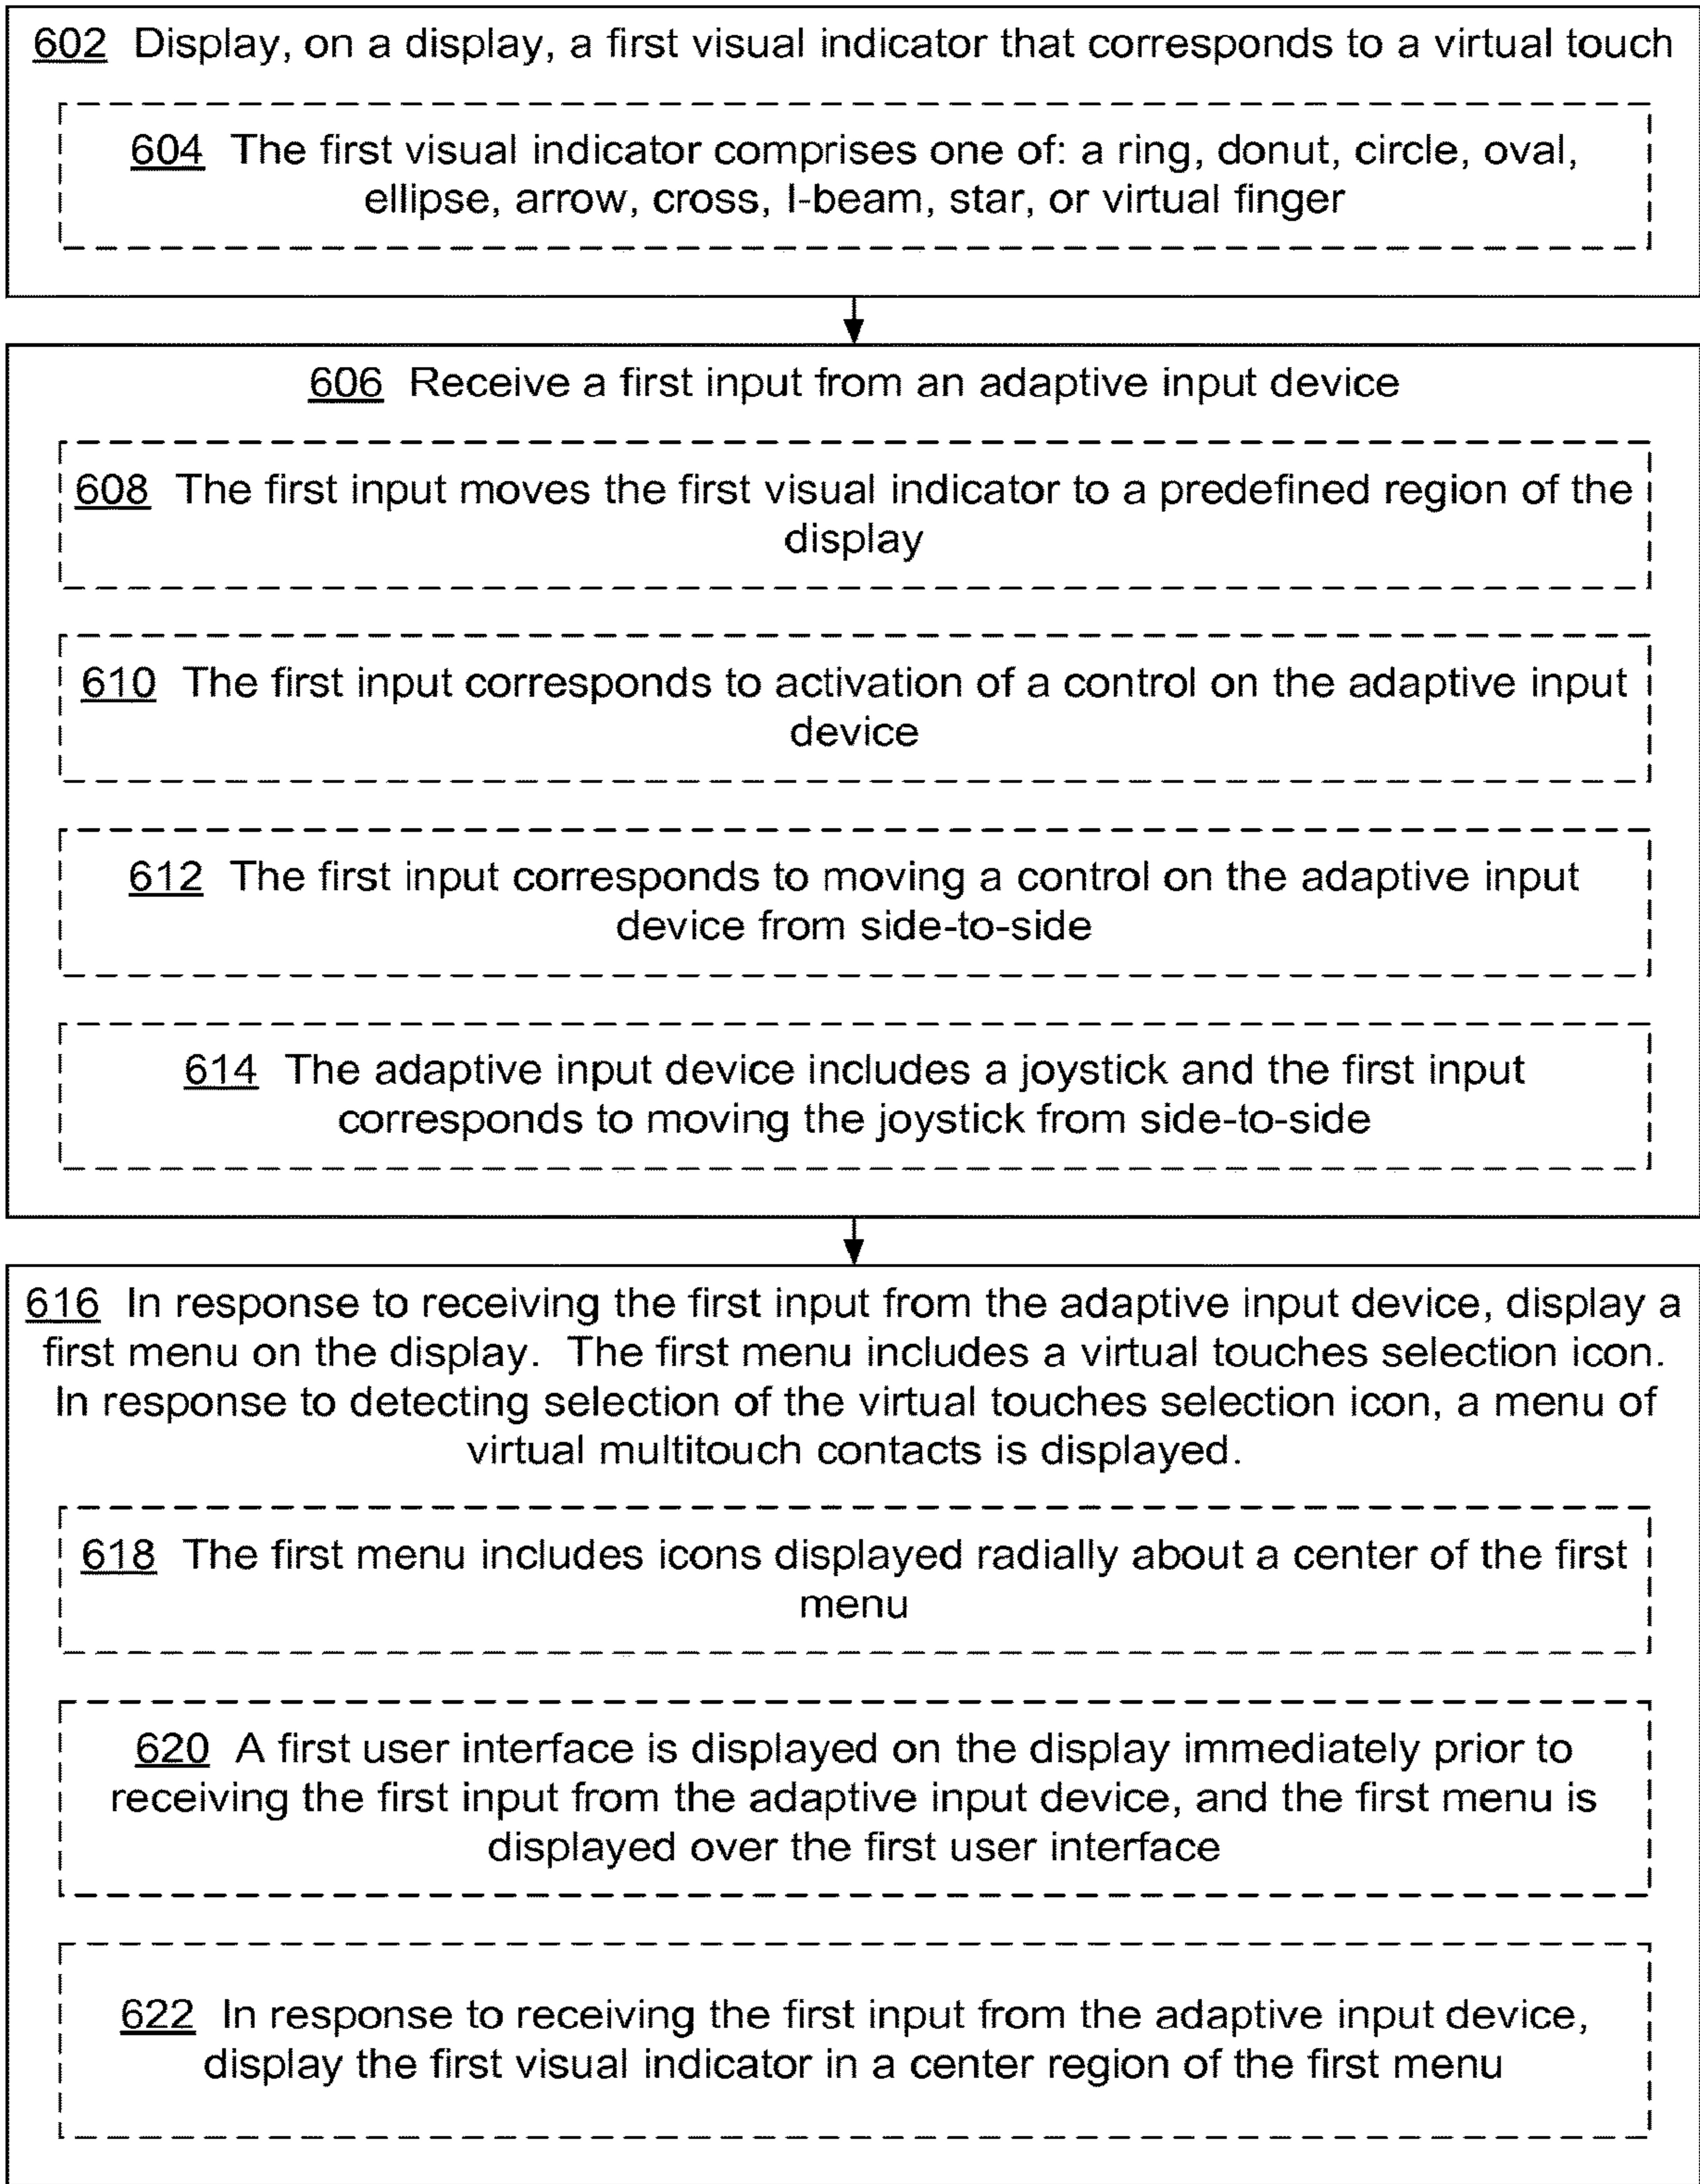 602 Display, on a display, a first visual indicator that corresponds to a virtual touch
604 The first visual indicator comprises one of: a ring, donut, circle, oval,
ellipse, arrow, cross, I-beam, star, or virtual finger
606 Receive a first input from an adaptive input device
608 The first input moves the first visual indicator to a predefined region of the
display
610 The first input corresponds to activation of a control on the adaptive input
device
612 The first input corresponds to moving a control on the adaptive input
device from side-to-side
614 The adaptive input device includes a joystick and the first input
corresponds to moving the joystick from side-to-side
616 In response to receiving the first input from the adaptive input device, display a
first menu on the display. The first menu includes a virtual touches selection icon.
In response to detecting selection of the virtual touches selection icon, a menu of
virtual multitouch contacts is displayed.
618 The first menu includes icons displayed radially about a center of the first
menu
620 A first user interface is displayed on the display immediately prior to
receiving the first input from the adaptive input device, and the first menu is
displayed over the first user interface
622 In response to receiving the first input from the adaptive input device,
display the first visual indicator in a center region of the first menu